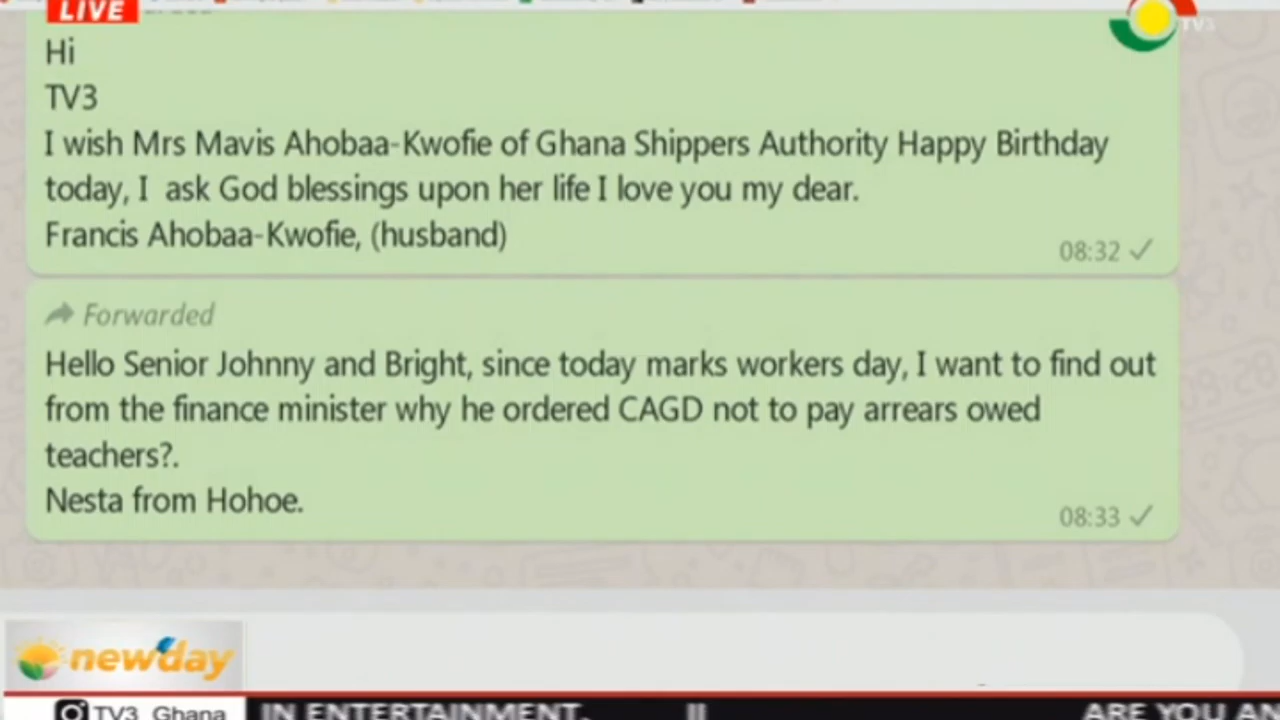 LIVE
TV3
Hi
TV3
I wish Mrs Mavis Ahobaa-Kwofie of Ghana Shippers Authority Happy Birthday
today, I ask God blessings upon her life I love you my dear.
Francis Ahobaa-Kwofie, (husband)
08:32
Forwarded
Hello Senior Johnny and Bright, since today marks workers day, I want to find out
from the finance minister why he ordered CAGD not to pay arrears owed
teachers?.
Nesta from Hohoe.
08:33
newday
TV3_Ghana
IN ENTERTAINMENT.
ARE YOU AN